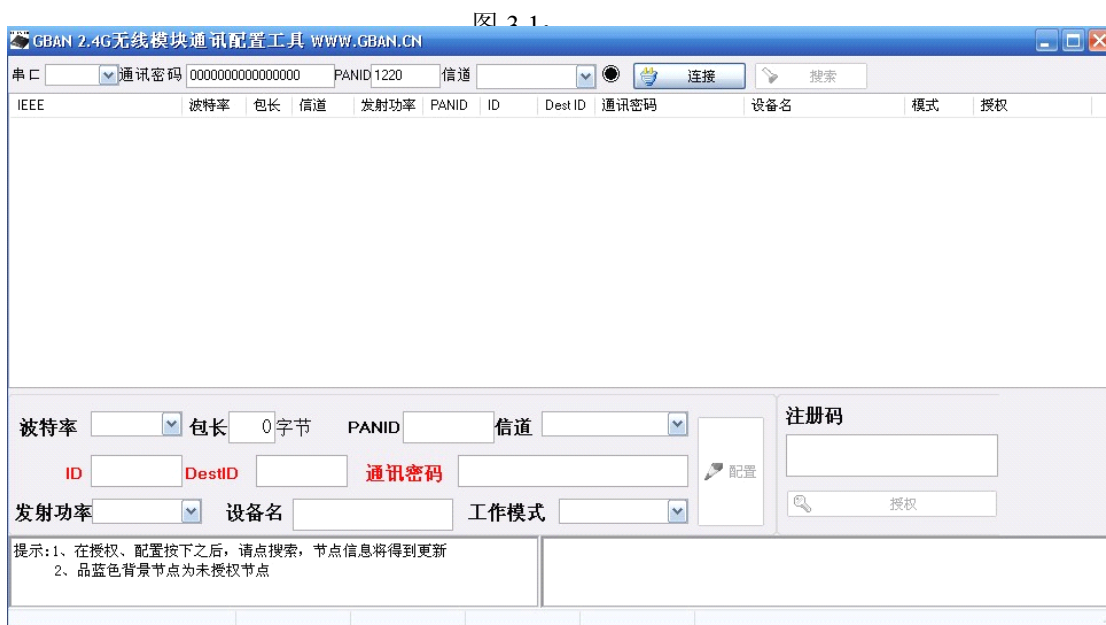 图 3.1.
GBAN 2.4G无线模块通讯配置工具 WWW.GBAN.CN
串口 通讯密码 0000000000000000 PANID 1220 信道 连接 搜索
IEEE 波特率 包长 信道 发射功率 PANID ID Dest ID 通讯密码 设备名 模式 授权
波特率 包长 0 字节 PANID 信道 注册码
ID DestID 通讯密码 配置
发射功率 设备名 工作模式 授权
提示:1、在授权、配置按下之后，请点搜索，节点信息将得到更新
2、品蓝色背景节点为未授权节点